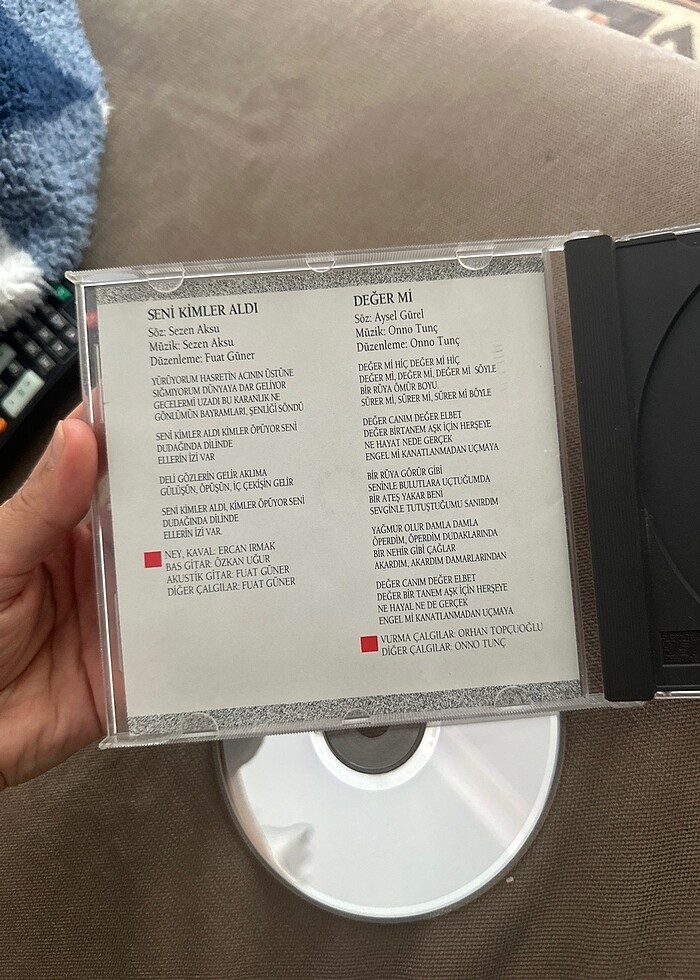 SENİ KİMLER ALDI
Söz: Sezen Aksu
Müzik: Sezen Aksu
Düzenleme: Fuat Güner
YÜRÜYORUM HASRETİN ACININ ÜSTÜNE
SIĞMIYORUM DÜNYAYA DAR GELİYOR
GECELERMİ UZADI BU KARANLIK NE
GÖNLÜMÜN BAYRAMLARI, ŞENLİĞİ SÖNDÜ
SENİ KİMLER ALDI KİMLER ÖPÜYOR SENİ
DUDAĞINDA DİLİNDE
ELLERİN İZİ VAR
DELİ GÖZLERİN GELİR AKLIMA
GÜLÜŞÜN, ÖPÜŞÜN, İÇ ÇEKİŞİN GELİR
SENİ KİMLER ALDI, KİMLER ÖPÜYOR SENİ
DUDAĞINDA DİLİNDE
ELLERİN İZİ VAR.
NEY, KAVAL: ERCAN IRMAK
BAS GİTAR: ÖZKAN UĞUR
AKUSTİK GİTAR: FUAT GÜNER
DİĞER ÇALGILAR: FUAT GÜNER
DEĞER Mİ
Söz: Aysel Gürel
Müzik: Onno Tunç
Düzenleme: Onno Tunç
DEĞER Mİ HİÇ DEĞER Mİ HİÇ
DEĞER Mİ, DEĞER Mİ, DEĞER Mİ SÖYLE
BİR RÜYA ÖMÜR BOYU.
SÜRER Mİ, SÜRER Mİ, SÜRER Mİ BÖYLE
DEĞER CANIM DEĞER ELBET
DEĞER BİRTANEM AŞK İÇİN HERŞEYE
NE HAYAT NEDE GERÇEK
ENGEL Mİ KANATLANMADAN UÇMAYA
BİR RÜYA GÖRÜR GİBİ
SENİNLE BULUTLARA UÇTUĞUMDA
BİR ATEŞ YAKAR BENİ
SEVGİNLE TUTUŞTUĞUMU SANIRDIM
YAĞMUR OLUR DAMLA DAMLA
ÖPERDİM, ÖPERDİM DUDAKLARINDA
BİR NEHİR GİBİ ÇAĞLAR
AKARDIM, AKARDIM DAMARLARINDAN
DEĞER CANIM DEĞER ELBET
DEĞER BİR TANEM AŞK İÇİN HERŞEYE
NE HAYAL NE DE GERÇEK
ENGEL Mİ KANATLANMADAN UÇMAYA
VURMA ÇALGILAR: ORHAN TOPÇUOĞLU
DİĞER ÇALGILAR: ONNO TUNÇ